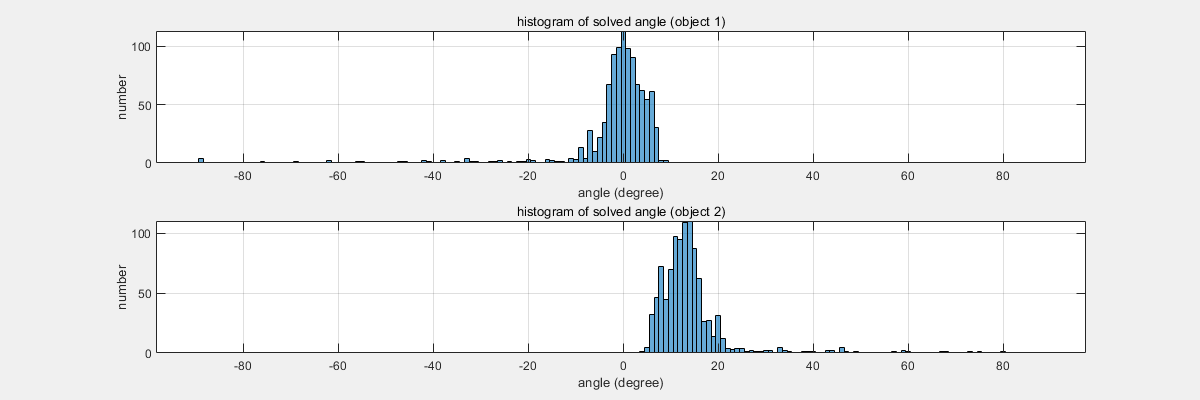 histogram of solved angle (object 1)
100
50
0
number
-80 -60 -40 -20 0 20 40 60 80
angle (degree)
histogram of solved angle (object 2)
100
50
0
number
-80 -60 -40 -20 0 20 40 60 80
angle (degree)